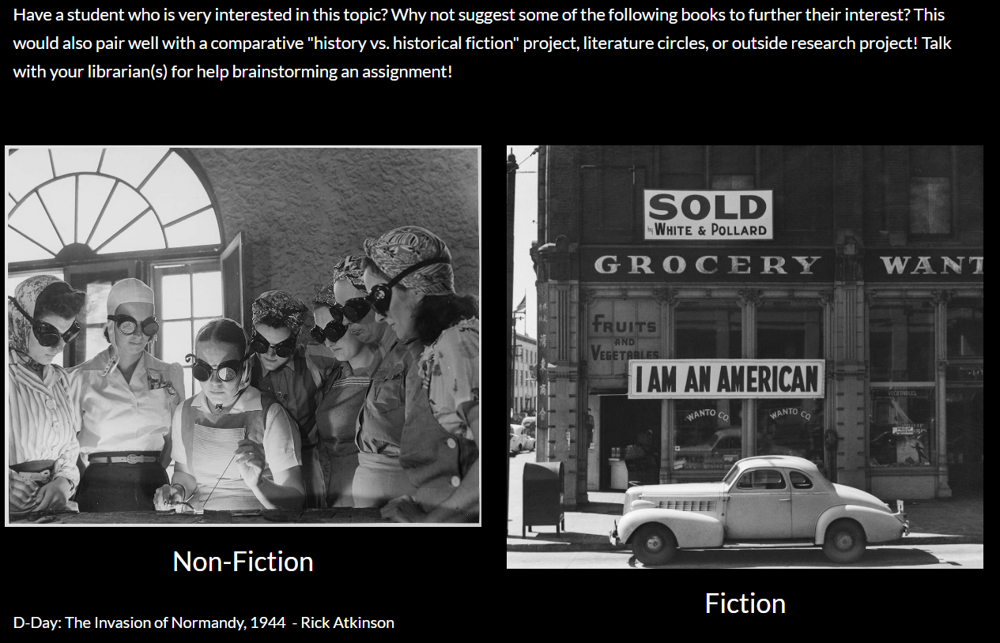 Have a student who is very interested in this topic? Why not suggest some of the following books to further their interest? This
would also pair well with a comparative "history vs. historical fiction" project, literature circles, or outside research project! Talk
with your librarian(s) for help brainstorming an assignment!
SOLD
by WHITE & POLLARD
GROCERY WANT
FRUITS
AND
VEGETABLES
I AM AN AMERICAN
VEGETABLES
WANTO CO. WANTO CO.
Non-Fiction
Fiction
D-Day: The Invasion of Normandy, 1944 - Rick Atkinson